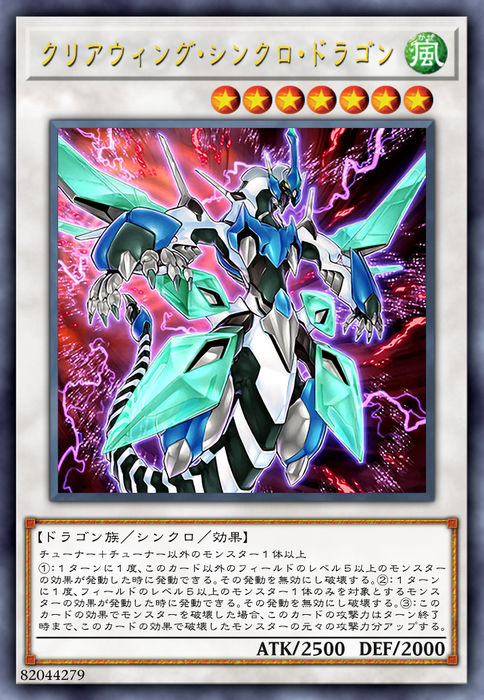 クリアウィング・シンクロ・ドラゴン
かぜ
風
【ドラゴン族／シンクロ／効果】
チューナー＋チューナー以外のモンスター１体以上
①：１ターンに１度、このカード以外のフィールドのレベル５以上のモンスター
の効果が発動した時に発動できる。その発動を無効にし破壊する。②：１ターン
に１度、フィールドのレベル５以上のモンスター１体のみを対象とするモンス
ターの効果が発動した時に発動できる。その発動を無効にし破壊する。③：この
カードの効果でモンスターを破壊した場合、このカードの攻撃力はターン終了
時まで、このカードの効果で破壊したモンスターの元々の攻撃力分アップする。
ATK/2500 DEF/2000
82044279